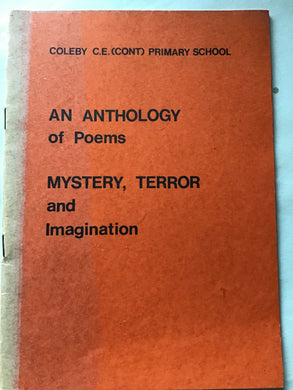 COLEBY C.E.(CONT) PRIMARY SCHOOL
AN ANTHOLOGY
of Poems
MYSTERY, TERROR
and
Imagination